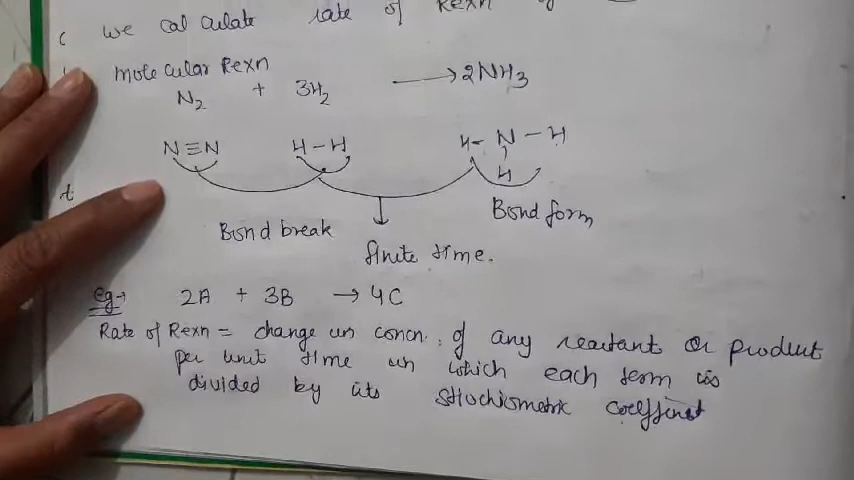 we calculate rate of Rexn
molecular Rexn
N2 + 3H2 → 2NH3
N≡N H-H H-N-H
H
Bond break Bond form
finite time.
Eg→ 2A + 3B → 4C
Rate of Rexn = change in concn. of any reactant or product
per unit time in which each term is
divided by its